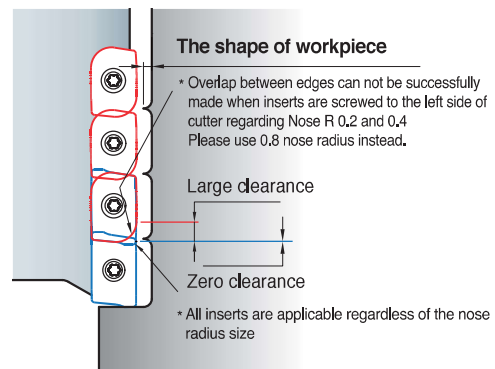 The shape of workpiece
* Overlap between edges can not be successfully
made when inserts are screwed to the left side of
cutter regarding Nose R 0.2 and 0.4
Please use 0.8 nose radius instead.
Large clearance
Zero clearance
* All inserts are applicable regardless of the nose
radius size